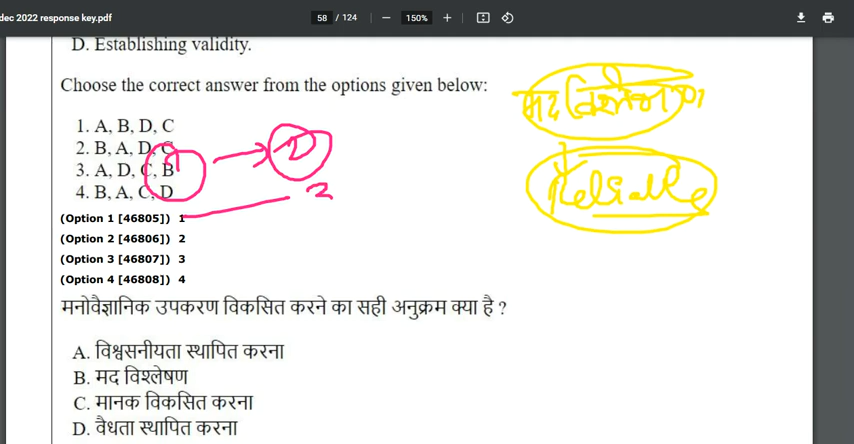 dec 2022 response key.pdf
58 / 124
150%
D. Establishing validity.
Choose the correct answer from the options given below:
1. A, B, D, C
2. B, A, D, C
3. A, D, C, B
4. B, A, C, D
(Option 1 [46805]) 1
(Option 2 [46806]) 2
(Option 3 [46807]) 3
(Option 4 [46808]) 4
मनोवैज्ञानिक उपकरण विकसित करने का सही अनुक्रम क्या है ?
A. विश्वसनीयता स्थापित करना
B. मद विश्लेषण
C. मानक विकसित करना
D. वैधता स्थापित करना
मद विश्लेषण
Reliable
2